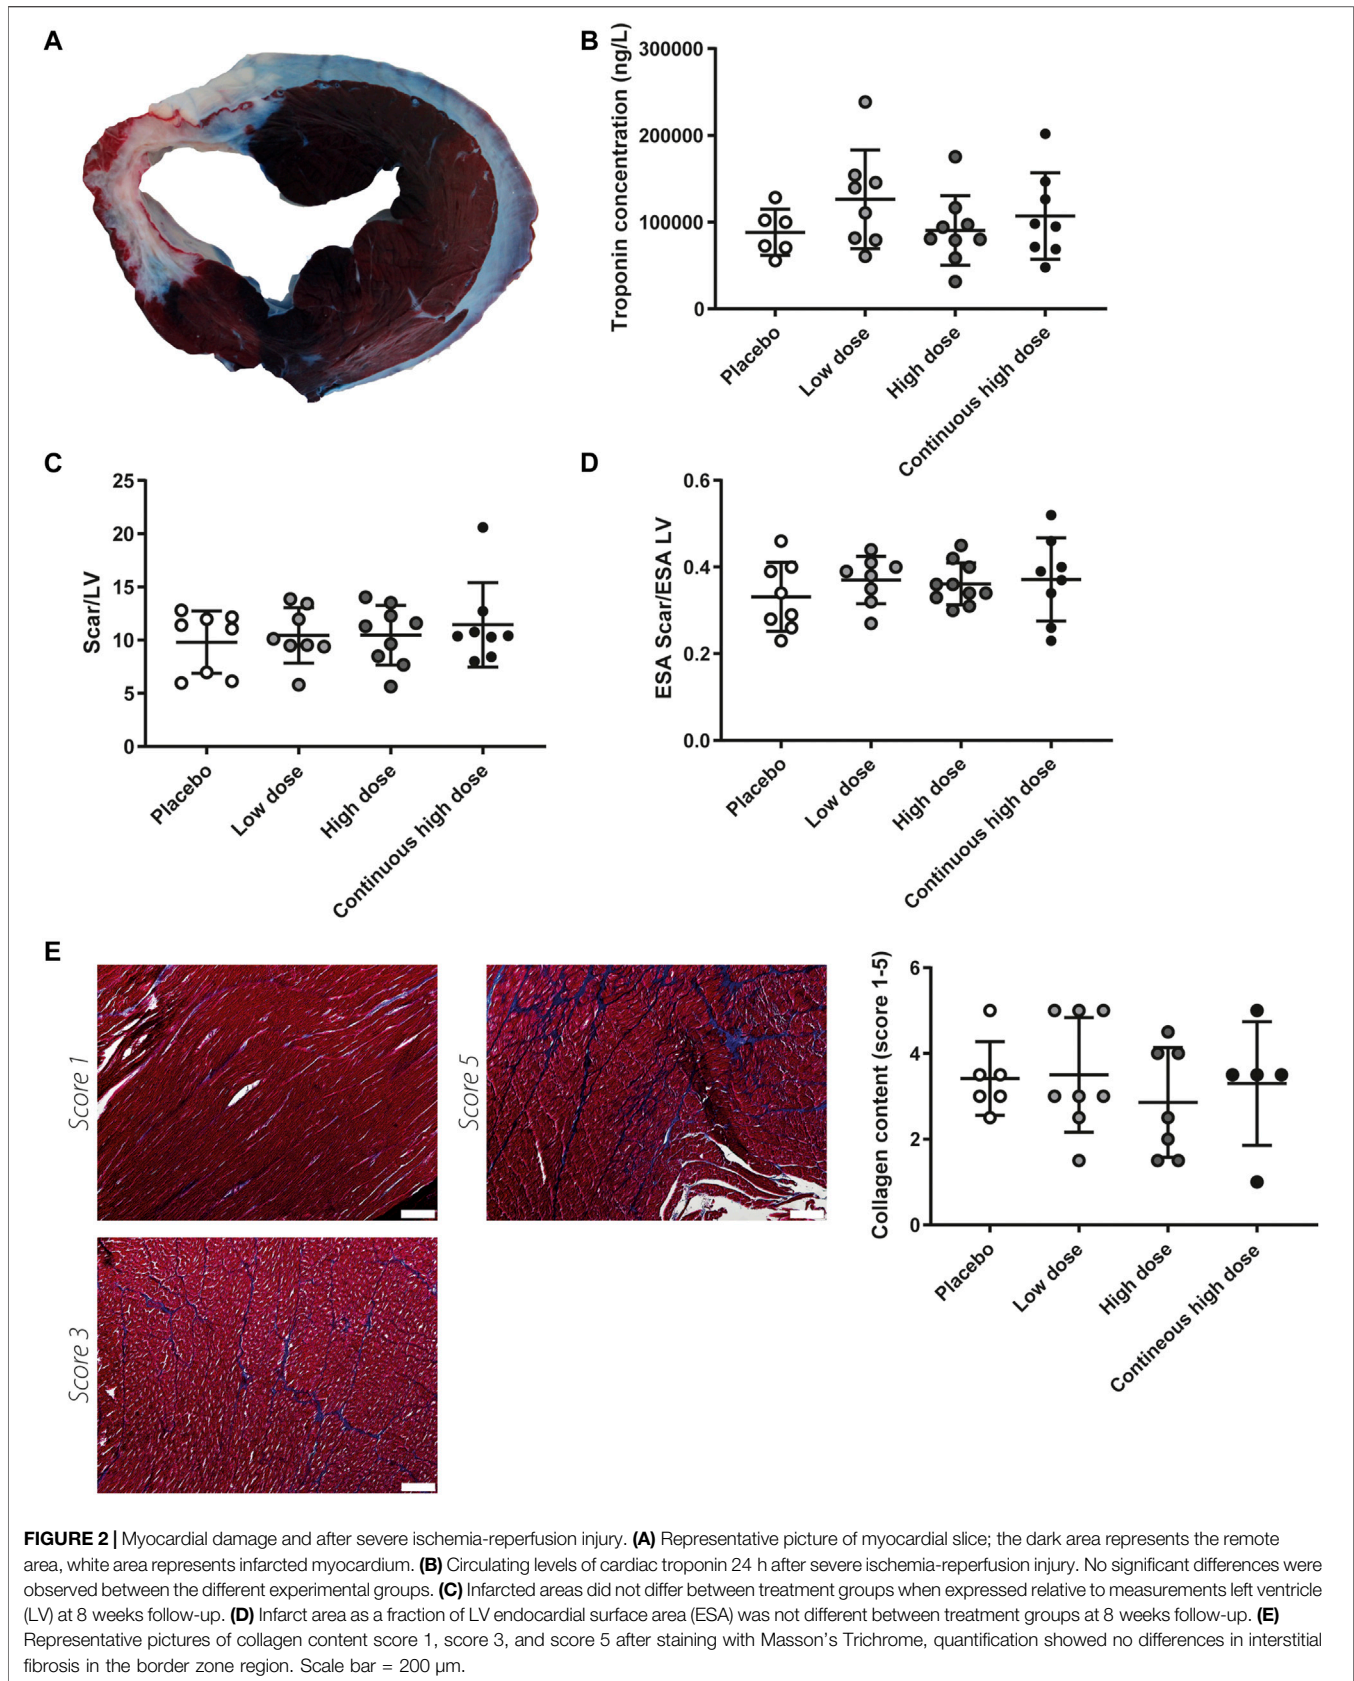 A
B
Troponin concentration (ng/L)
300000
200000
100000
0
Placebo
Low dose
High dose
Continuous high dose
C
Scar/LV
25
20
15
10
5
0
Placebo
Low dose
High dose
Continuous high dose
D
ESA Scar/ESA LV
0.6
0.4
0.2
0.0
Placebo
Low dose
High dose
Continuous high dose
E
Score 1
Score 5
Score 3
Collagen content (score 1-5)
6
4
2
0
Placebo
Low dose
High dose
Contineous high dose
FIGURE 2 | Myocardial damage and after severe ischemia-reperfusion injury. (A) Representative picture of myocardial slice; the dark area represents the remote
area, white area represents infarcted myocardium. (B) Circulating levels of cardiac troponin 24 h after severe ischemia-reperfusion injury. No significant differences were
observed between the different experimental groups. (C) Infarcted areas did not differ between treatment groups when expressed relative to measurements left ventricle
(LV) at 8 weeks follow-up. (D) Infarct area as a fraction of LV endocardial surface area (ESA) was not different between treatment groups at 8 weeks follow-up. (E)
Representative pictures of collagen content score 1, score 3, and score 5 after staining with Masson's Trichrome, quantification showed no differences in interstitial
fibrosis in the border zone region. Scale bar = 200 μm.